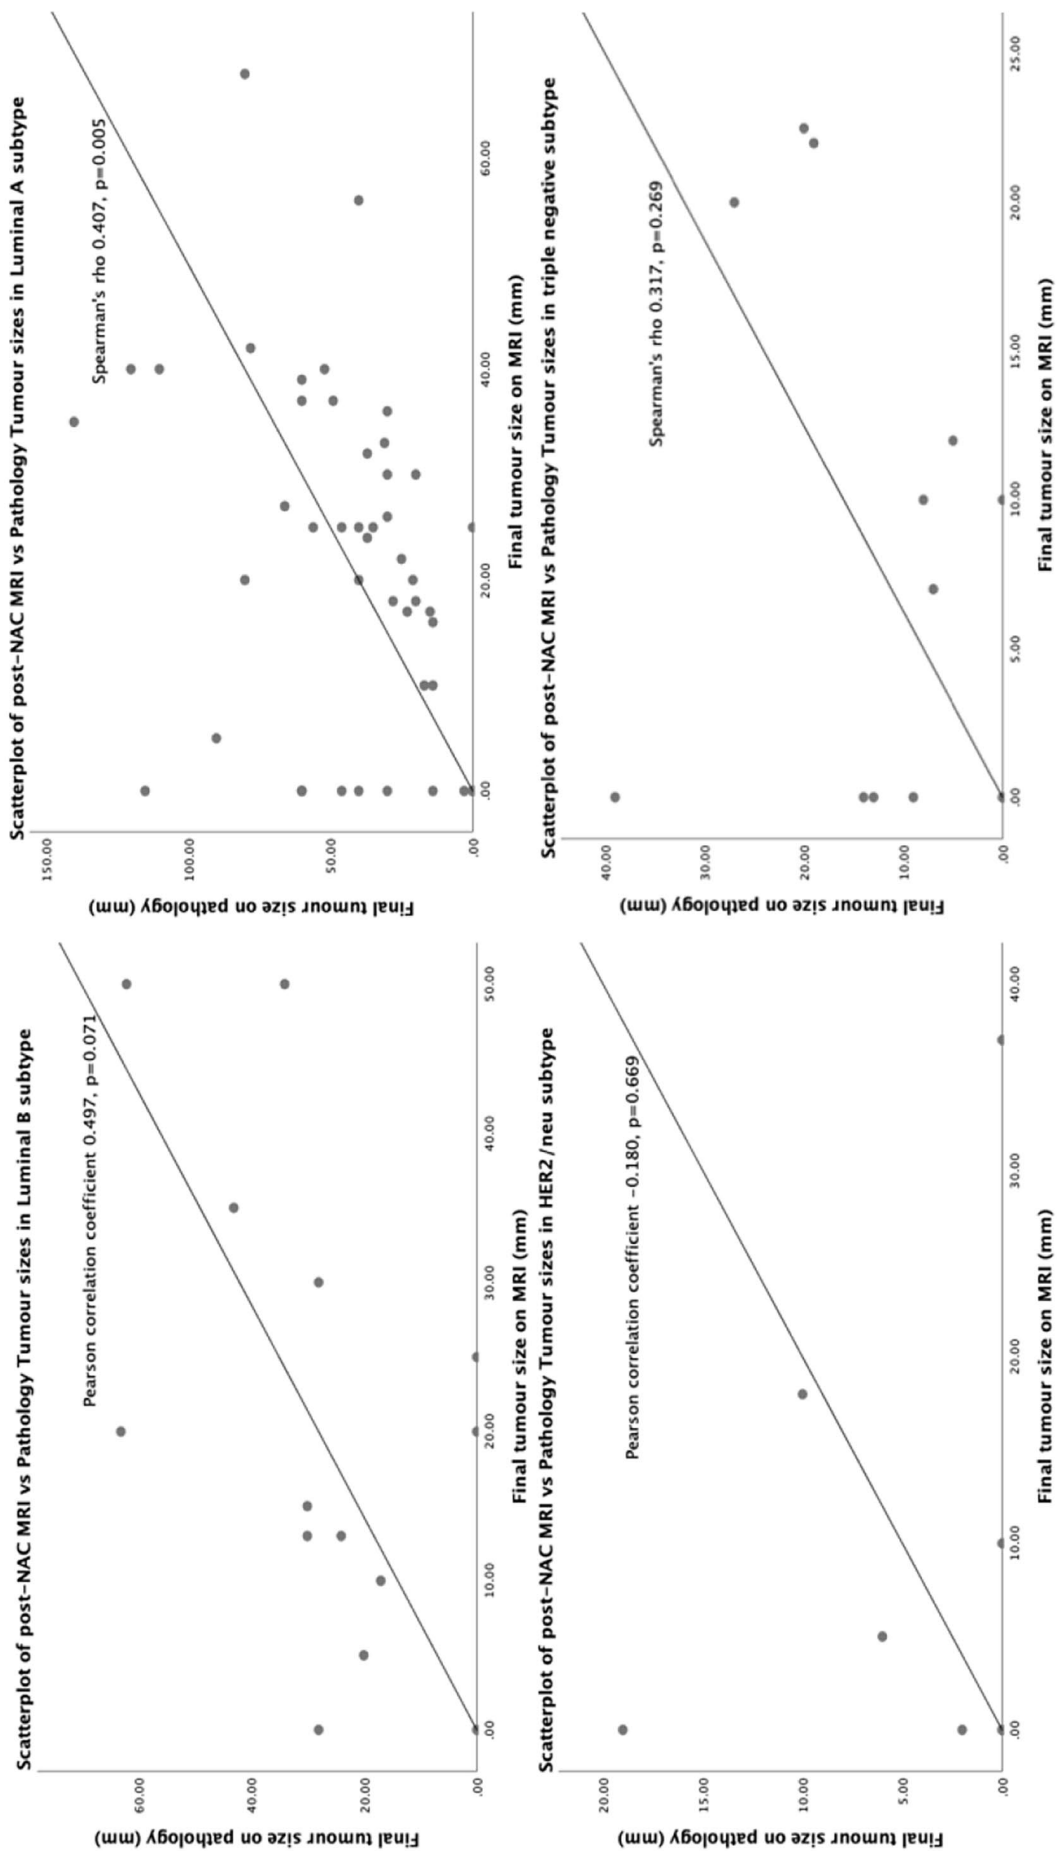 Scatterplot of post-NAC MRI vs Pathology Tumour sizes in Luminal B subtype
Pearson correlation coefficient 0.497, p=0.071
Final tumour size on pathology (mm)
60.00
40.00
20.00
.00
.00 10.00 20.00 30.00 40.00 50.00
Final tumour size on MRI (mm)
Scatterplot of post-NAC MRI vs Pathology Tumour sizes in Luminal A subtype
Spearman's rho 0.407, p=0.005
Final tumour size on pathology (mm)
150.00
100.00
50.00
.00
.00 20.00 40.00 60.00
Final tumour size on MRI (mm)
Scatterplot of post-NAC MRI vs Pathology Tumour sizes in HER2/neu subtype
Pearson correlation coefficient -0.180, p=0.669
Final tumour size on pathology (mm)
20.00
15.00
10.00
5.00
.00
.00 10.00 20.00 30.00 40.00
Final tumour size on MRI (mm)
Scatterplot of post-NAC MRI vs Pathology Tumour sizes in triple negative subtype
Spearman's rho 0.317, p=0.269
Final tumour size on pathology (mm)
40.00
30.00
20.00
10.00
.00
.00 5.00 10.00 15.00 20.00 25.00
Final tumour size on MRI (mm)